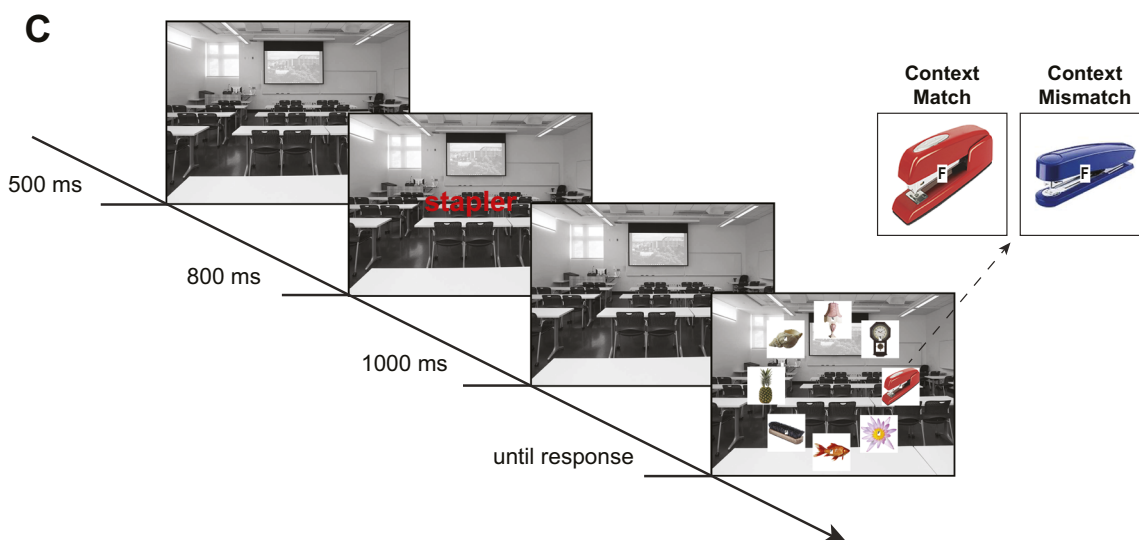 C
Context
Match
Context
Mismatch
F
F
500 ms
stapler
800 ms
1000 ms
until response